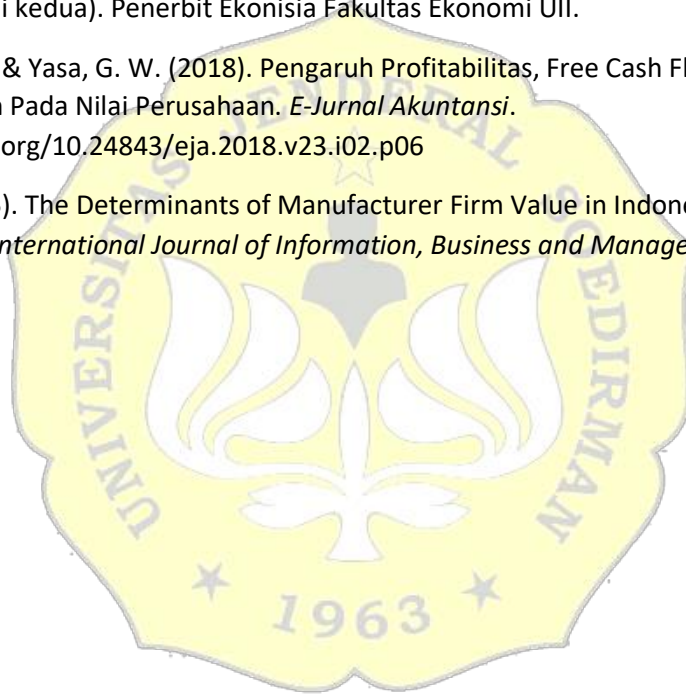 i kedua). Penerbit Ekonisia Fakultas Ekonomi UII.
& Yasa, G. W. (2018). Pengaruh Profitabilitas, Free Cash Fl
Pada Nilai Perusahaan. E-Jurnal Akuntansi.
org/10.24843/eja.2018.v23.i02.p06
). The Determinants of Manufacturer Firm Value in Indon
nternational Journal of Information, Business and Manage
UNIVERSITAS JENDERAL SOEDIRMAN
1963